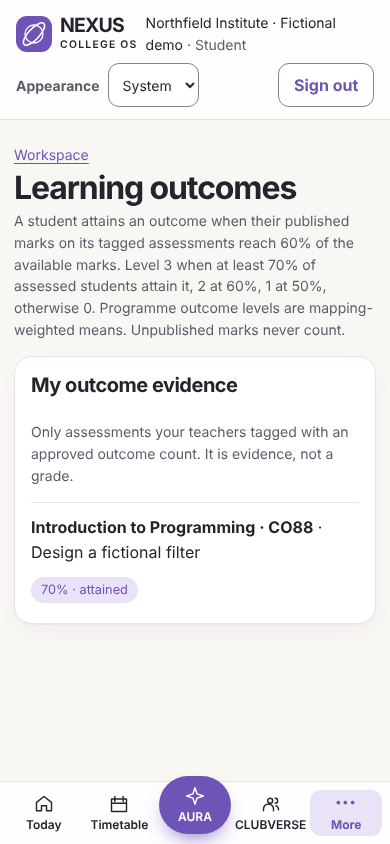 NEXUS
COLLEGE OS
Northfield Institute · Fictional
demo · Student
Appearance
System
Sign out
Workspace
Learning outcomes
A student attains an outcome when their published
marks on its tagged assessments reach 60% of the
available marks. Level 3 when at least 70% of
assessed students attain it, 2 at 60%, 1 at 50%,
otherwise 0. Programme outcome levels are mapping-
weighted means. Unpublished marks never count.
My outcome evidence
Only assessments your teachers tagged with an
approved outcome count. It is evidence, not a
grade.
Introduction to Programming · CO88 ·
Design a fictional filter
70% · attained
Today
Timetable
AURA
CLUBVERSE
More